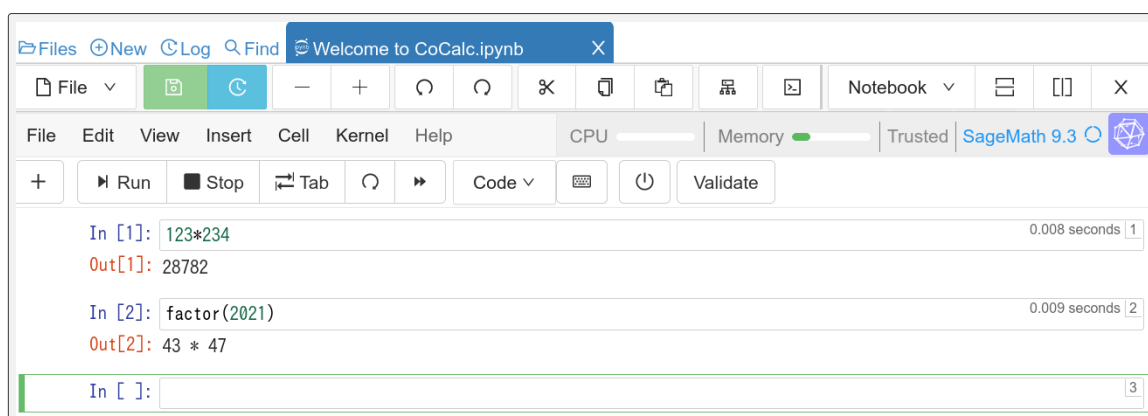 Files New Log Find Welcome to CoCalc.ipynb X
File Notebook X
File Edit View Insert Cell Kernel Help CPU Memory Trusted SageMath 9.3
+ Run Stop Tab Code Validate
In [1]: 123*234 0.008 seconds 1
Out[1]: 28782
In [2]: factor(2021) 0.009 seconds 2
Out[2]: 43 * 47
In [ ]: 3